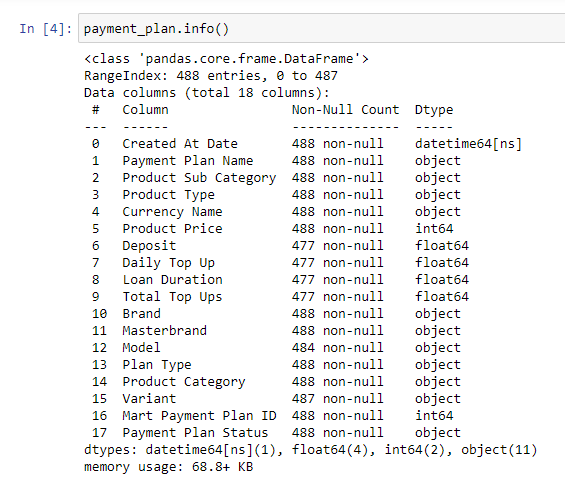 In [4]: payment_plan.info()
<class 'pandas.core.frame.DataFrame'>
RangeIndex: 488 entries, 0 to 487
Data columns (total 18 columns):
 #   Column                Non-Null Count  Dtype
---  ------                --------------  -----
 0   Created At Date       488 non-null    datetime64[ns]
 1   Payment Plan Name     488 non-null    object
 2   Product Sub Category  488 non-null    object
 3   Product Type          488 non-null    object
 4   Currency Name         488 non-null    object
 5   Product Price         488 non-null    int64
 6   Deposit               477 non-null    float64
 7   Daily Top Up          477 non-null    float64
 8   Loan Duration         477 non-null    float64
 9   Total Top Ups         477 non-null    float64
 10  Brand                 488 non-null    object
 11  Masterbrand           488 non-null    object
 12  Model                 484 non-null    object
 13  Plan Type             488 non-null    object
 14  Product Category      488 non-null    object
 15  Variant               487 non-null    object
 16  Mart Payment Plan ID  488 non-null    int64
 17  Payment Plan Status   488 non-null    object
dtypes: datetime64[ns](1), float64(4), int64(2), object(11)
memory usage: 68.8+ KB